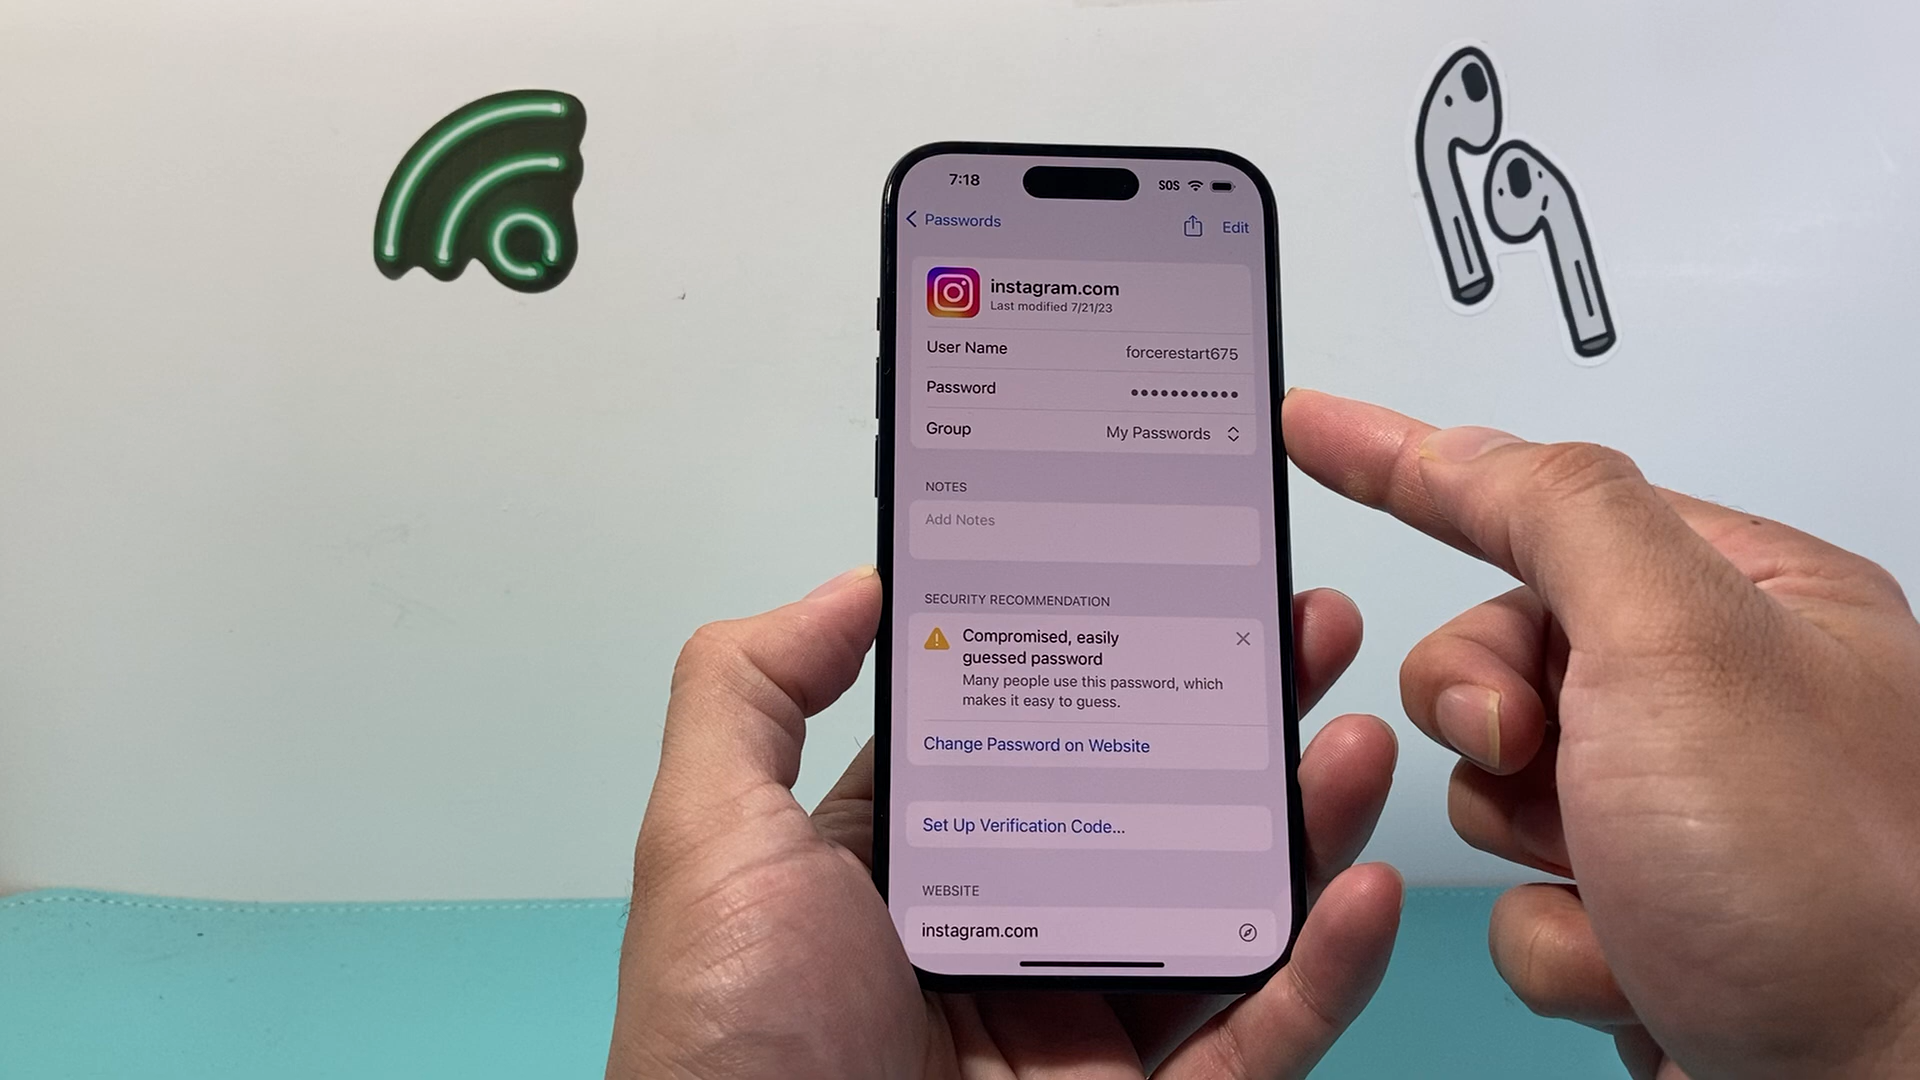 7:18 SOS
Passwords Edit
instagram.com
Last modified 7/21/23
User Name forcerestart675
Password ●●●●●●●●●●●
Group My Passwords
NOTES
Add Notes
SECURITY RECOMMENDATION
Compromised, easily
guessed password
Many people use this password, which
makes it easy to guess.
Change Password on Website
Set Up Verification Code...
WEBSITE
instagram.com